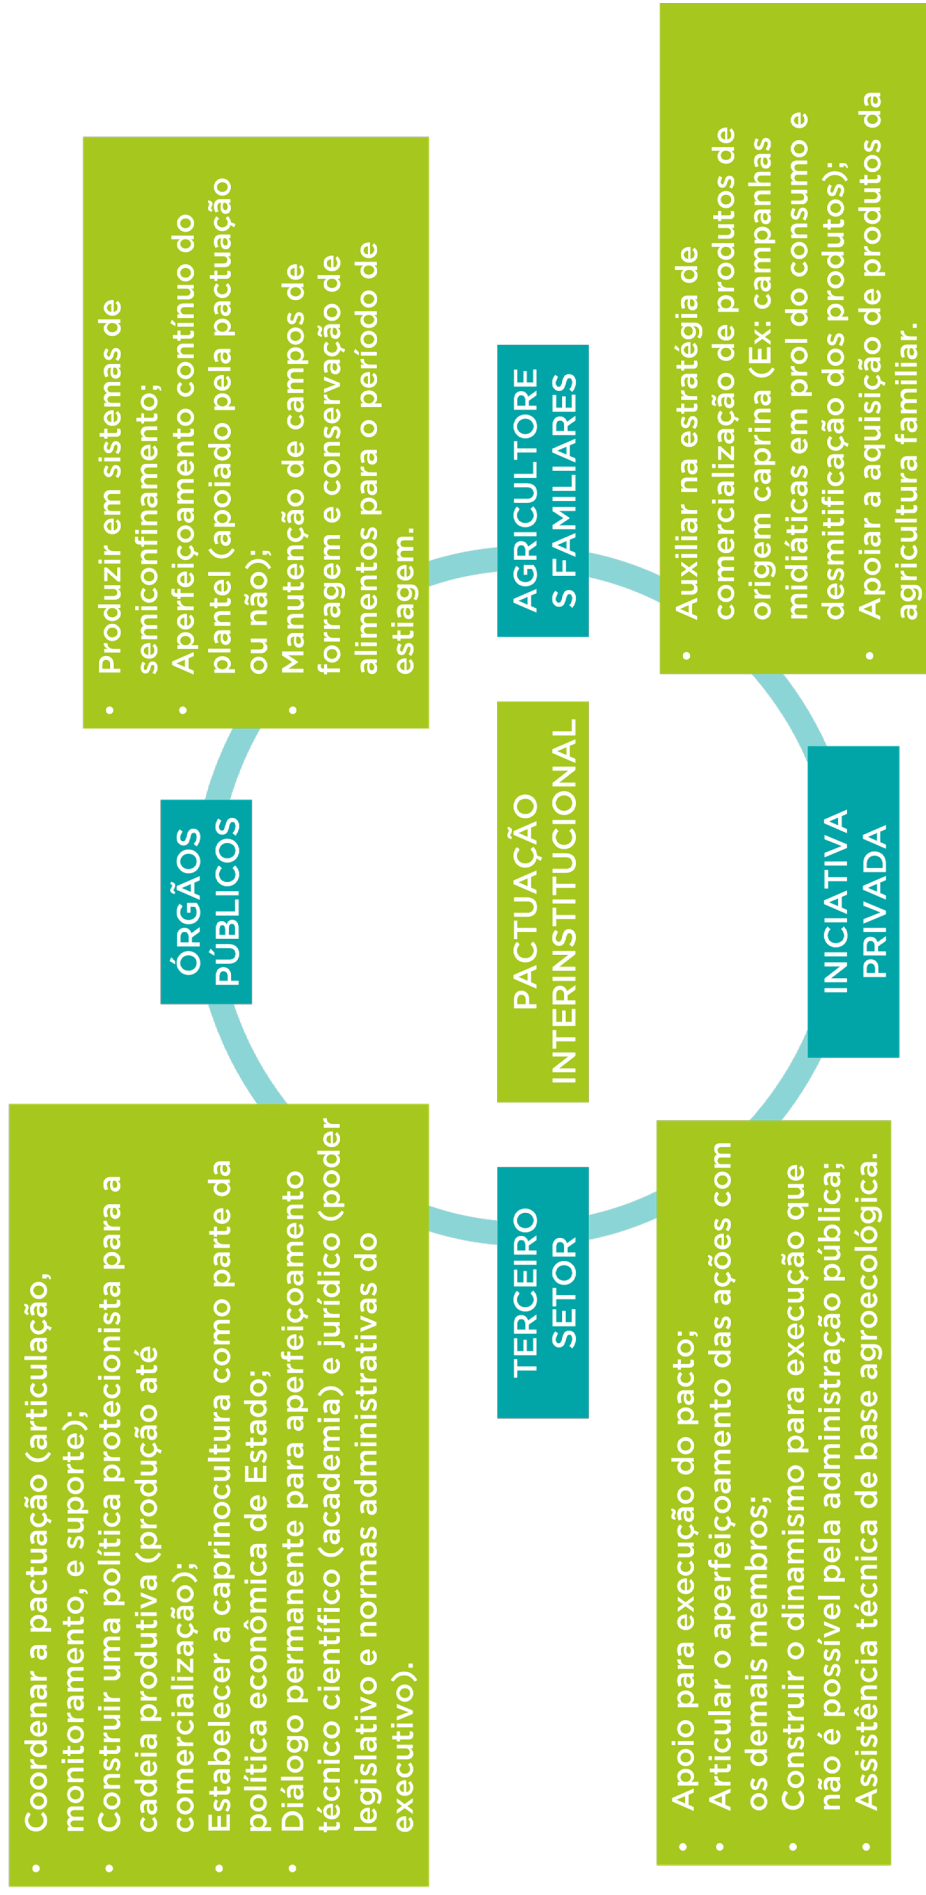 • Coordenar a pactuação (articulação,
monitoramento, e suporte);
• Construir uma política protecionista para a
cadeia produtiva (produção até
comercialização);
• Estabelecer a caprinocultura como parte da
política econômica de Estado;
• Diálogo permanente para aperfeiçoamento
técnico científico (academia) e jurídico (poder
legislativo e normas administrativas do
executivo).
ÓRGÃOS
PÚBLICOS
• Produzir em sistemas de
semiconfinamento;
• Aperfeiçoamento contínuo do
plantel (apoiado pela pactuação
ou não);
• Manutenção de campos de
forragem e conservação de
alimentos para o período de
estiagem.
TERCEIRO
SETOR
PACTUAÇÃO
INTERINSTITUCIONAL
AGRICULTORE
S FAMILIARES
• Apoio para execução do pacto;
• Articular o aperfeiçoamento das ações com
os demais membros;
• Construir o dinamismo para execução que
não é possível pela administração pública;
• Assistência técnica de base agroecológica.
INICIATIVA
PRIVADA
• Auxiliar na estratégia de
comercialização de produtos de
origem caprina (Ex: campanhas
midiáticas em prol do consumo e
desmitificação dos produtos);
• Apoiar a aquisição de produtos da
agricultura familiar.